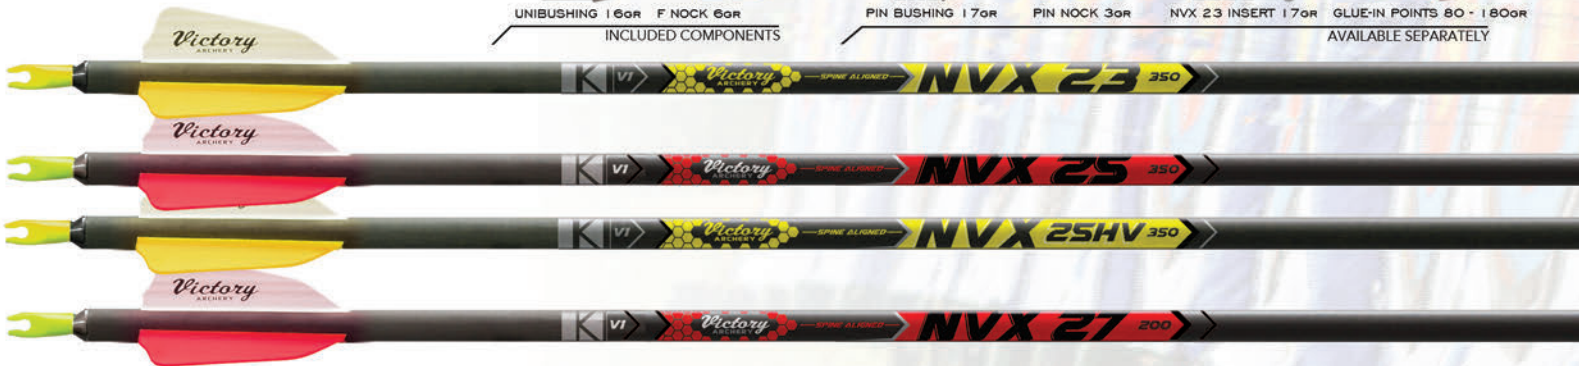 UNIBUSHING 16GR F NOCK 6GR PIN BUSHING 17GR PIN NOCK 3GR NVX 23 INSERT 17GR GLUE-IN POINTS 80 - 180GR
INCLUDED COMPONENTS AVAILABLE SEPARATELY
Victory
ARCHERY
K V1 Victory ARCHERY SPINE ALIGNED NVX 23 350
Victory
ARCHERY
K V1 Victory ARCHERY SPINE ALIGNED NVX 25 350
K V1 Victory ARCHERY SPINE ALIGNED NVX 25HV 350
Victory
ARCHERY
K V1 Victory ARCHERY SPINE ALIGNED NVX 27 200